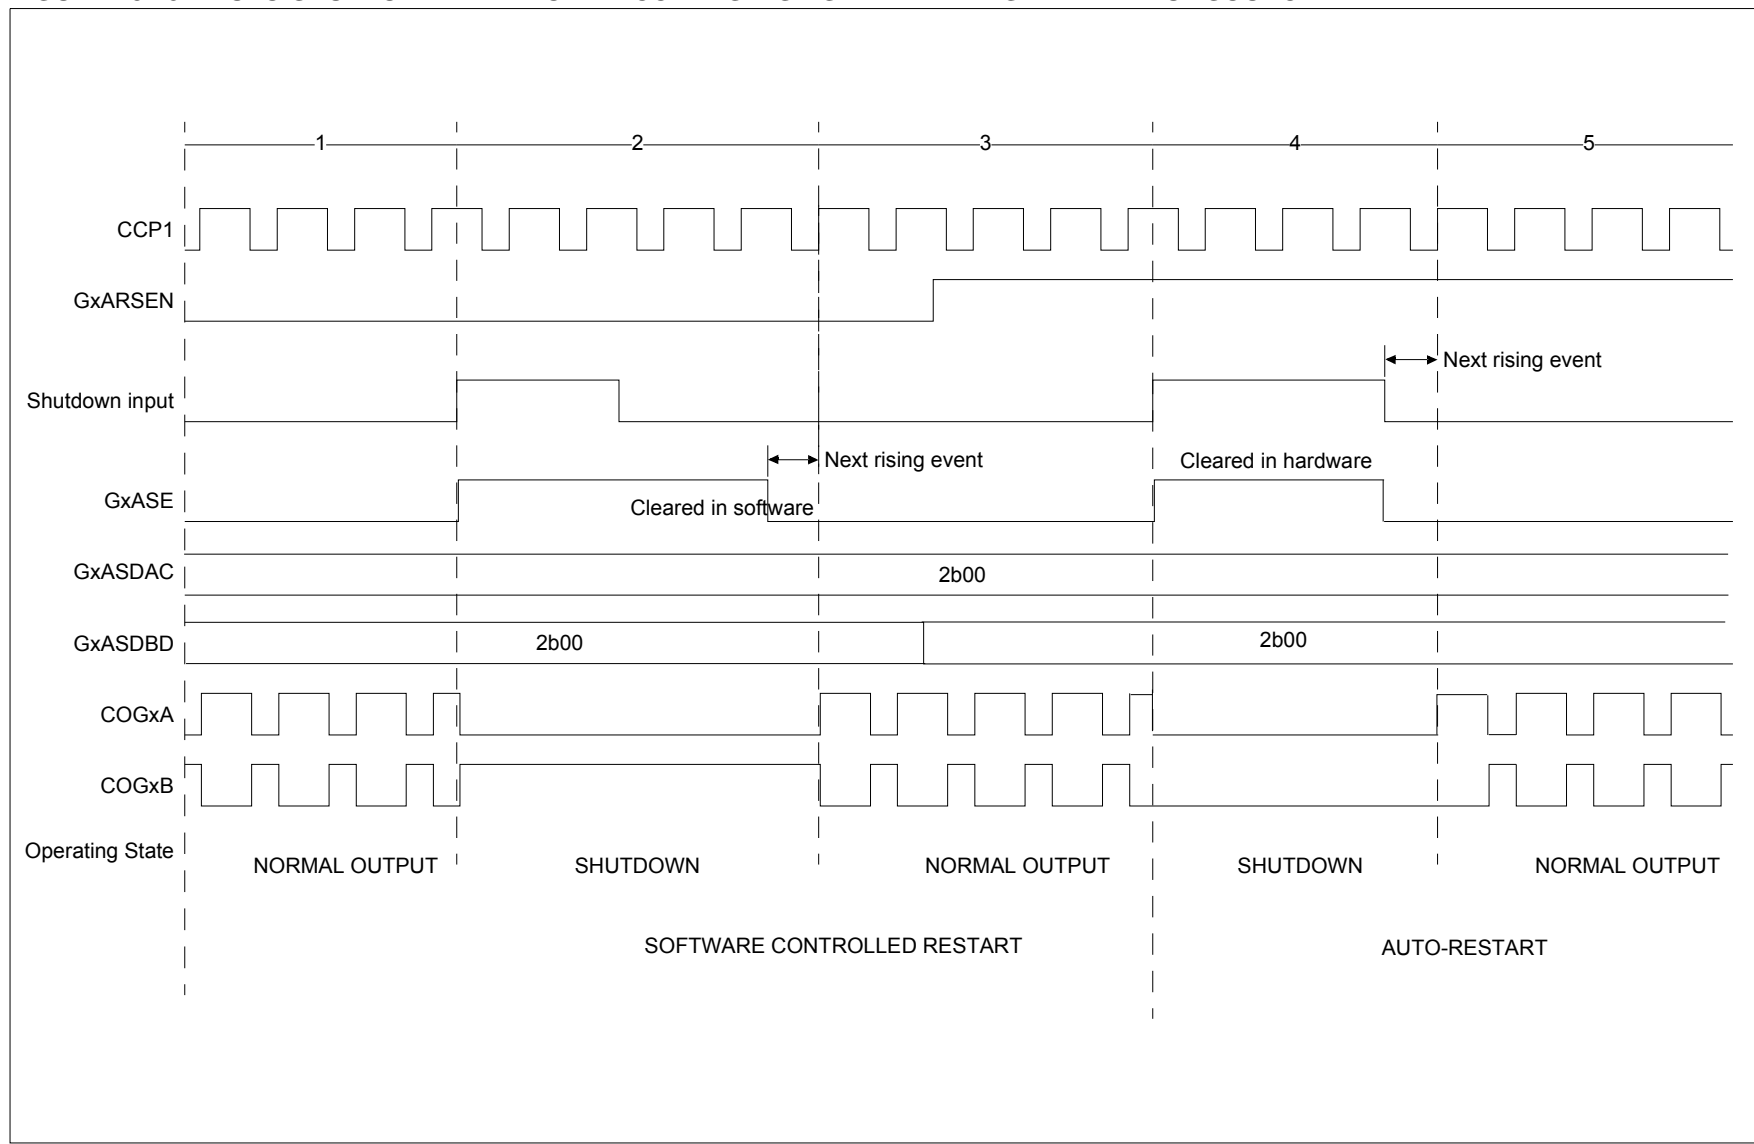 1 2 3 4 5
CCP1
GxARSEN
Next rising event
Shutdown input
Next rising event
Cleared in hardware
GxASE
Cleared in software
GxASDAC
2b00
GxASDBD
2b00
2b00
COGxA
COGxB
Operating State
NORMAL OUTPUT
SHUTDOWN
NORMAL OUTPUT
SHUTDOWN
NORMAL OUTPUT
SOFTWARE CONTROLLED RESTART
AUTO-RESTART